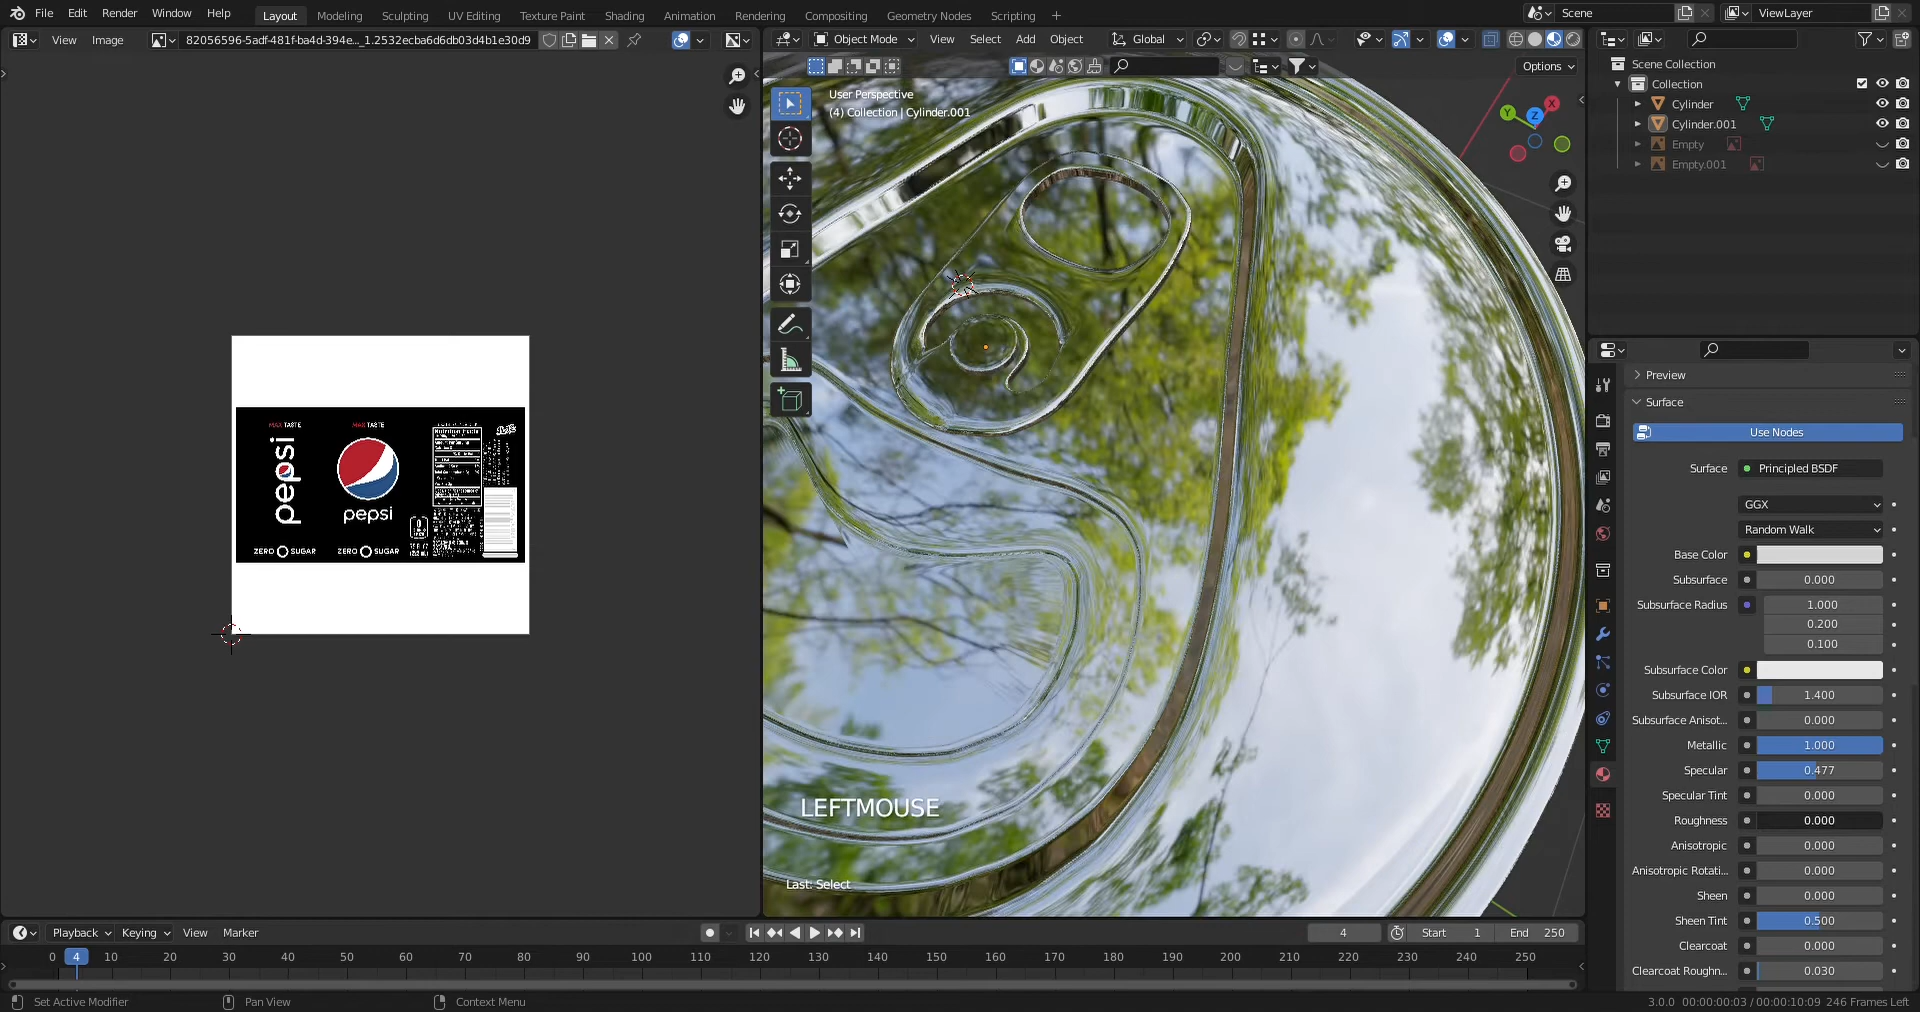 File Edit Render Window Help Layout Modeling Sculpting UV Editing Texture Paint Shading Animation Rendering Compositing Geometry Nodes Scripting + Scene ViewLayer
View Image 82056596-5adf-481f-ba4d-394e..._1.2532ecba6d6db03d4b1e30d9
Object Mode View Select Add Object Global
Options
User Perspective
(4) Collection | Cylinder.001
X
Y
Z
LEFTMOUSE
Last: Select
MAX TASTE MAX TASTE
pepsi
pepsi
Nutrition Facts
ZERO SUGAR ZERO SUGAR
Scene Collection
Collection
Cylinder
Cylinder.001
Empty
Empty.001
Preview
Surface
Use Nodes
Surface Principled BSDF
GGX
Random Walk
Base Color
Subsurface 0.000
Subsurface Radius 1.000
0.200
0.100
Subsurface Color
Subsurface IOR 1.400
Subsurface Anisot... 0.000
Metallic 1.000
Specular 0.477
Specular Tint 0.000
Roughness 0.000
Anisotropic 0.000
Anisotropic Rotati... 0.000
Sheen 0.000
Sheen Tint 0.500
Clearcoat 0.000
Clearcoat Roughn... 0.030
Playback Keying View Marker 4 Start 1 End 250
0 4 10 20 30 40 50 60 70 80 90 100 110 120 130 140 150 160 170 180 190 200 210 220 230 240 250
Set Active Modifier Pan View Context Menu 3.0.0 00:00:00:03 / 00:00:10:09 246 Frames Left